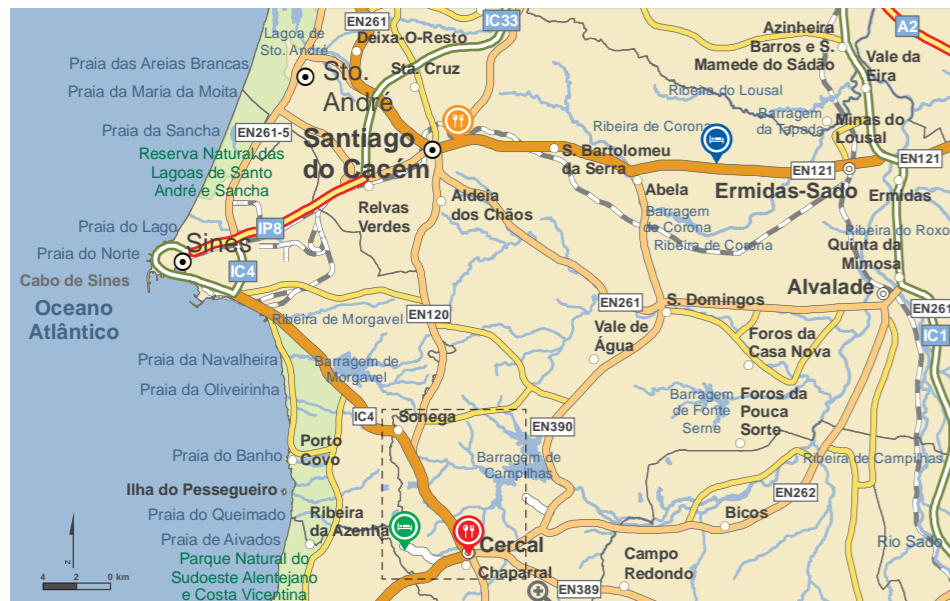 EN261
IC33
A2
Lagoa de
Sto. André
Deixa-O-Resto
Azinheira
Barros e S.
Mamede do Sádão
Praia das Areias Brancas
Sto.
André
Sta. Cruz
Vale da
Eira
Praia da Maria da Moita
Ribeira do Lousal
Barragem
da Tapada
Minas do
Lousal
Praia da Sancha
EN261-5
Santiago
do Cacém
Ribeira de Corona
Reserva Natural das
Lagoas de Santo
André e Sancha
S. Bartolomeu
da Serra
EN121
EN121
Abela
Ermidas-Sado
Ermidas
Relvas
Verdes
Aldeia
dos Chãos
Barragem
de Corona
Ribeira de Corona
Praia do Lago
IP8
Ribeira do Roxo
Sines
Praia do Norte
Quinta da
Mimosa
IC4
Cabo de Sines
Alvalade
Oceano
Atlântico
EN261
S. Domingos
EN261
Ribeira de Morgavel
EN120
Vale de
Água
Foros da
Casa Nova
IC1
Praia da Navalheira
Barragem de
Morgavel
Praia da Oliveirinha
Barragem
de Fonte
Serne
Foros da
Pouca
Sorte
IC4
Sonega
EN390
Porto
Covo
Praia do Banho
Barragem de
Campilhas
Ribeira de Campilhas
Ilha do Pessegueiro
EN262
Praia do Queimado
Ribeira
da Azenha
Bicos
Praia de Aivados
Cercal
Rio Sado
Parque Natural do
Sudoeste Alentejano
e Costa Vicentina
Chaparral
Campo
Redondo
EN389
z
4 2 0 km